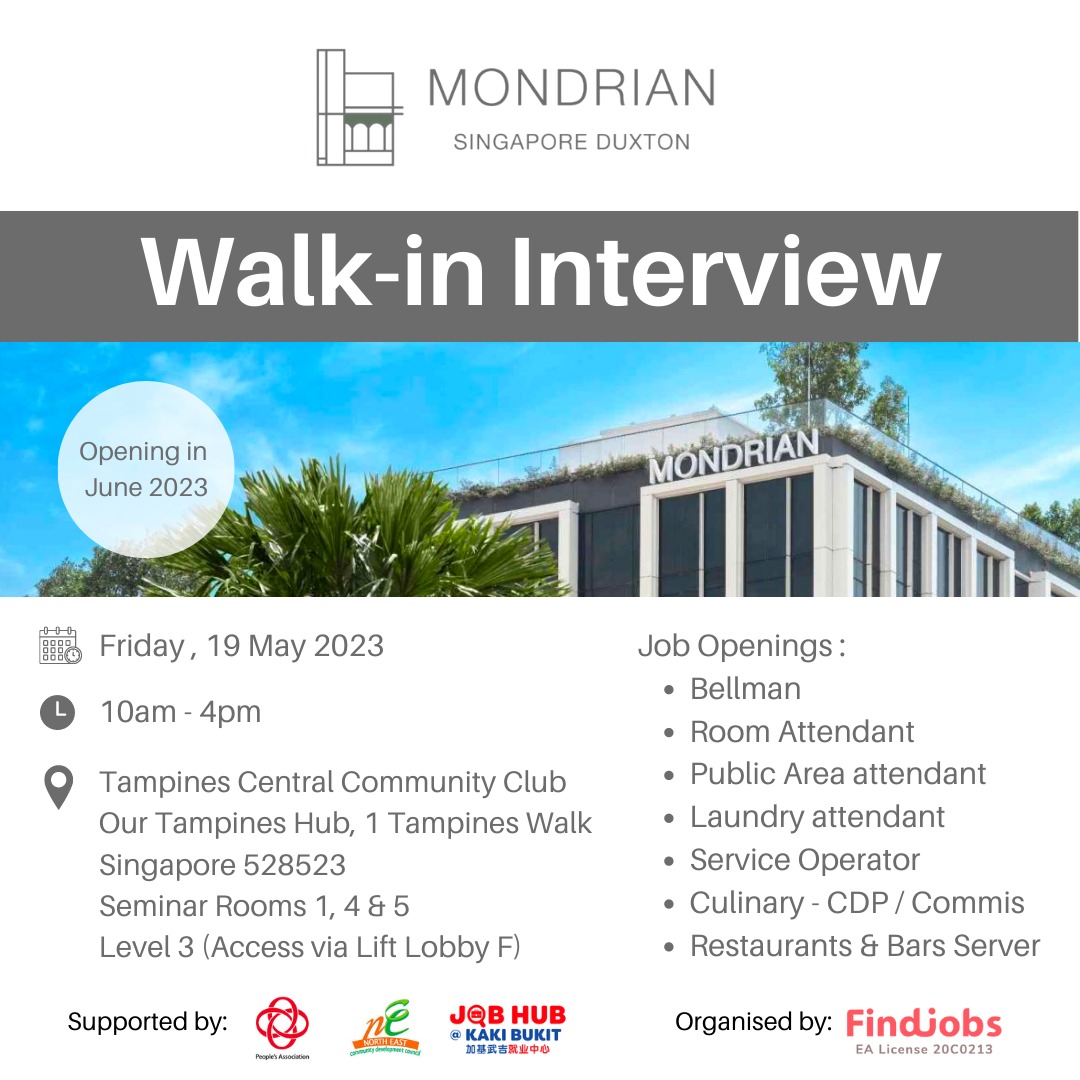 MONDRIAN
SINGAPORE DUXTON
Walk-in Interview
Opening in
June 2023
MONDRIAN
Friday , 19 May 2023
10am - 4pm
Tampines Central Community Club
Our Tampines Hub, 1 Tampines Walk
Singapore 528523
Seminar Rooms 1, 4 & 5
Level 3 (Access via Lift Lobby F)
Job Openings :
• Bellman
• Room Attendant
• Public Area attendant
• Laundry attendant
• Service Operator
• Culinary - CDP / Commis
• Restaurants & Bars Server
Supported by:
People's Association
nE
NORTH EAST
community development council
JOB HUB
@ KAKI BUKIT
加基武吉就业中心
Organised by:
Findjobs
EA License 20C0213